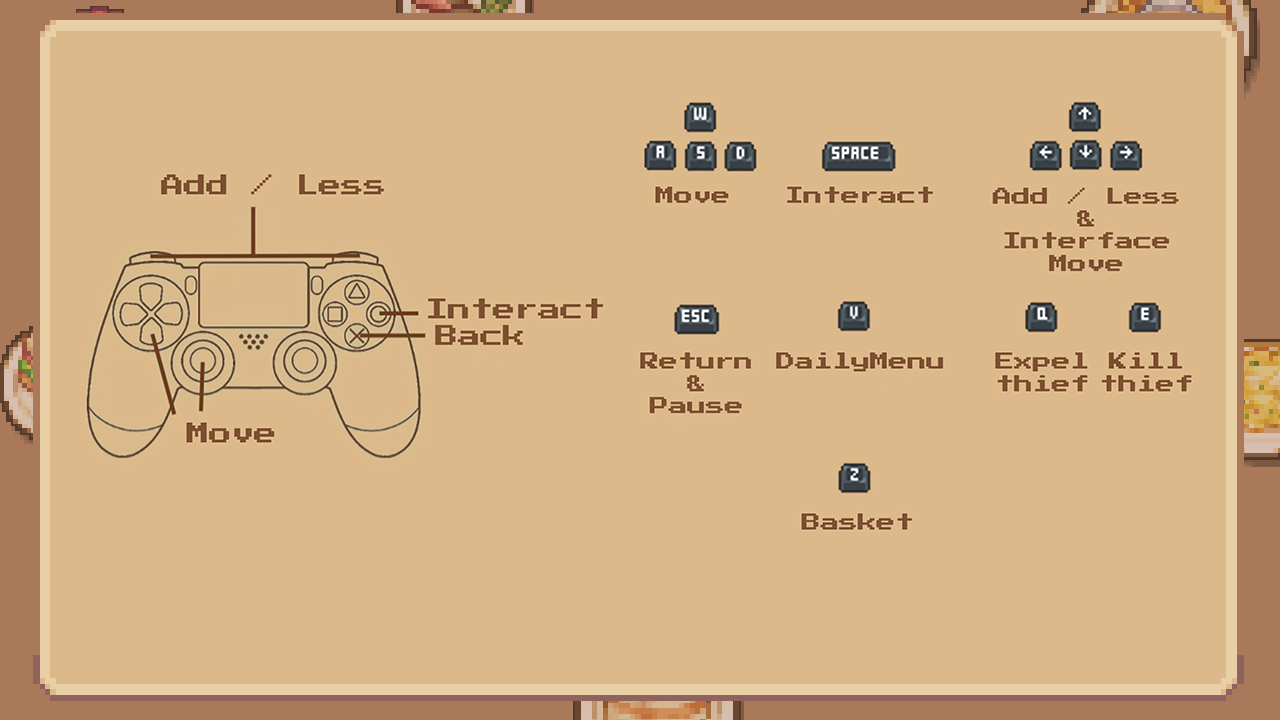 Add / Less
Interact
Back
Move
W
A S D
Move
SPACE
Interact
↑
← ↓ →
Add / Less
&
Interface
Move
ESC
Return
&
Pause
V
DailyMenu
Q
Expel
thief
E
Kill
thief
Z
Basket